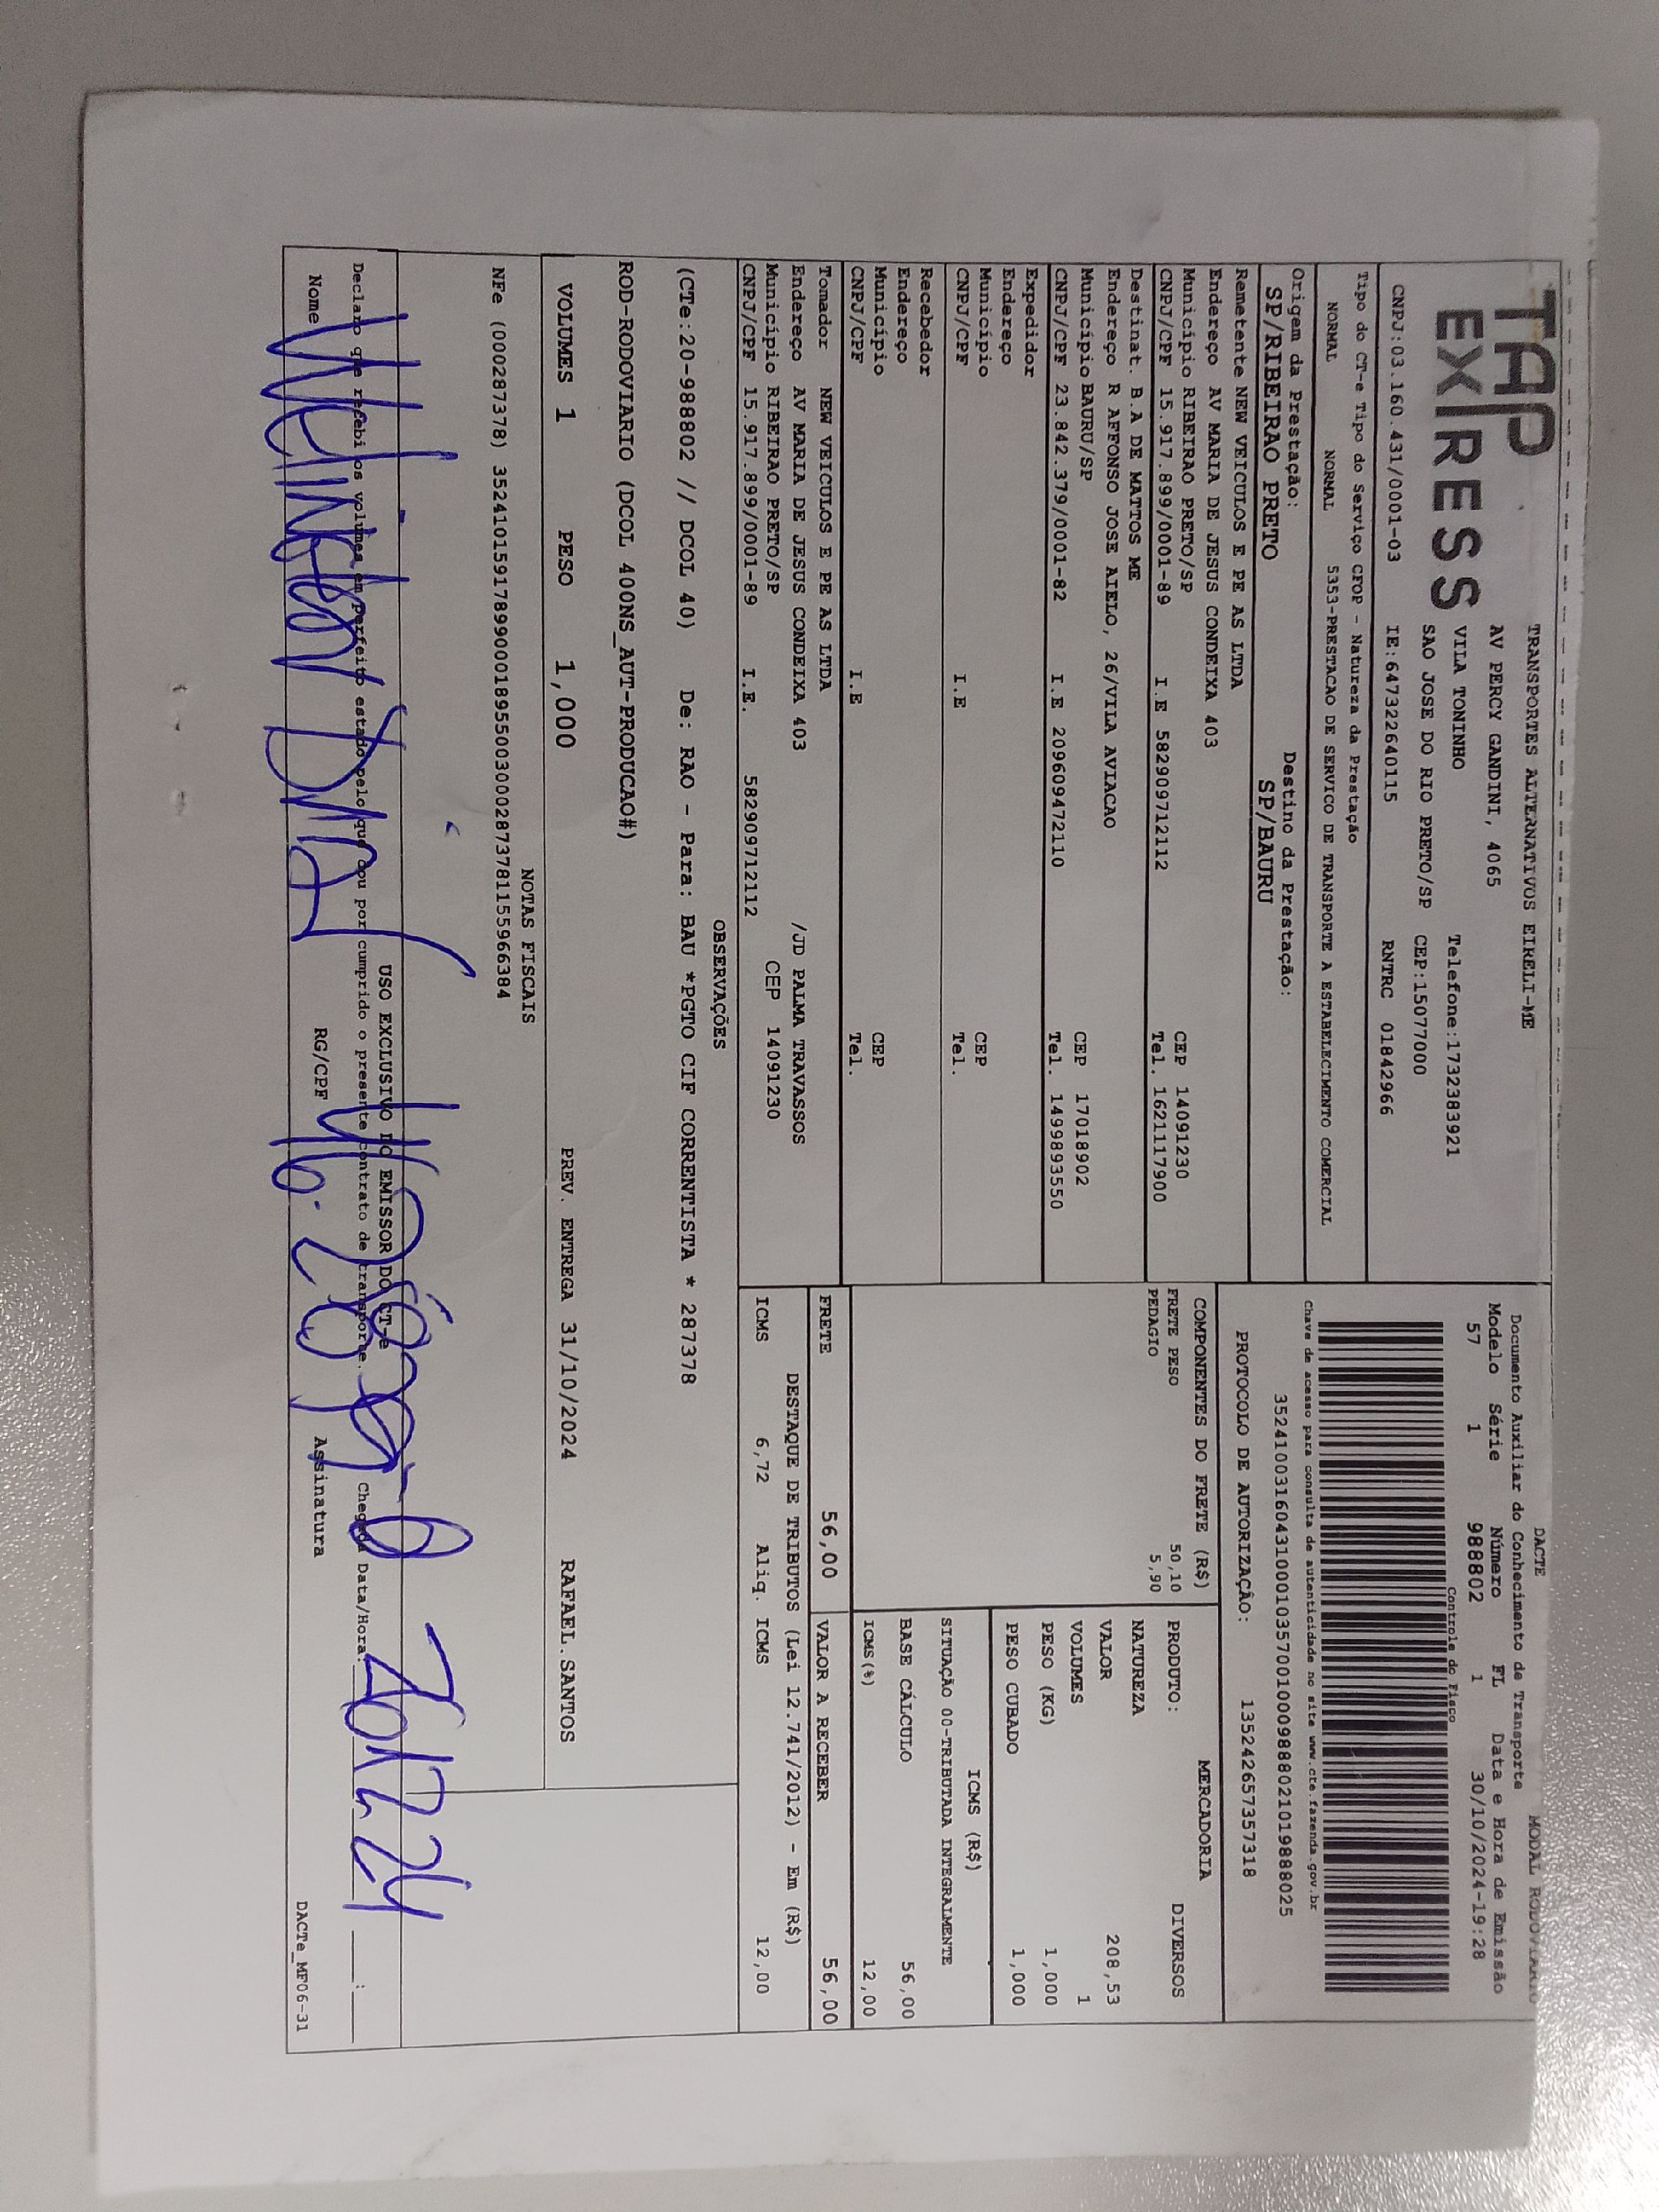 TAP EXPRESS
TRANSPORTES ALTERNATIVOS EIRELI-ME
AV PERCY GANDINI, 4065
VILA TONINHO Telefone:1732383921
SAO JOSE DO RIO PRETO/SP CEP:15077000
CNPJ:03.160.431/0001-03 IE:647322640115 RNTRC 01842966
Tipo do CT-e Tipo do Serviço CFOP - Natureza da Prestação
NORMAL NORMAL 5353-PRESTACAO DE SERVICO DE TRANSPORTE A ESTABELECIMENTO COMERCIAL
Origem da Prestação: Destino da Prestação:
SP/RIBEIRAO PRETO SP/BAURU
Remetente NEW VEICULOS E PE AS LTDA
Endereço AV MARIA DE JESUS CONDEIXA 403
Município RIBEIRAO PRETO/SP CEP 14091230
CNPJ/CPF 15.917.899/0001-89 I.E 582909712112 Tel. 1621117900
Destinat. B.A DE MATTOS ME
Endereço R AFFONSO JOSE AIELO, 26/VILA AVIACAO
Município BAURU/SP CEP 17018902
CNPJ/CPF 23.842.379/0001-82 I.E 209609472110 Tel. 1499893550
Expedidor
Endereço
Município CEP
CNPJ/CPF I.E Tel.
Recebedor
Endereço
Município CEP
CNPJ/CPF I.E Tel.
Tomador NEW VEICULOS E PE AS LTDA
Endereço AV MARIA DE JESUS CONDEIXA 403 /JD PALMA TRAVASSOS
Município RIBEIRAO PRETO/SP CEP 14091230
CNPJ/CPF 15.917.899/0001-89 I.E. 582909712112
DACTE MODAL RODOVIARIO
Documento Auxiliar do Conhecimento de Transporte
Modelo Série Número FL Data e Hora de Emissão
57 1 988802 1 30/10/2024-19:28
Controle do Fisco
Chave de acesso para consulta de autenticidade no site www.cte.fazenda.gov.br
35241003160431000103570010009888021019888025
PROTOCOLO DE AUTORIZAÇÃO: 135242657357318
COMPONENTES DO FRETE (R$)
FRETE PESO 50,10
PEDAGIO 5,90
MERCADORIA
PRODUTO: DIVERSOS
NATUREZA
VALOR 208,53
VOLUMES 1
PESO (KG) 1,000
PESO CUBADO 1,000
ICMS (R$)
SITUAÇÃO 00-TRIBUTADA INTEGRALMENTE
BASE CÁLCULO 56,00
ICMS(%) 12,00
FRETE 56,00 VALOR A RECEBER 56,00
DESTAQUE DE TRIBUTOS (Lei 12.741/2012) - Em (R$)
ICMS 6,72 Aliq. ICMS 12,00
OBSERVAÇÕES
(CTe:20-988802 // DCOL 40) De: RAO - Para: BAU *PGTO CIF CORRENTISTA * 287378
ROD-RODOVIARIO (DCOL 400NS_AUT-PRODUCAO#)
VOLUMES 1 PESO 1,000 PREV. ENTREGA 31/10/2024 RAFAEL.SANTOS
NOTAS FISCAIS
NFe (000287378) 35241015917899000189550030002873781155966384
USO EXCLUSIVO DO EMISSOR DO CT-e
Declaro que recebi os volumes em Perfeito estado pelo que dou por cumprido o presente contrato de transporte. Chegada Data/Hora:
Nome RG/CPF Assinatura
DACTe_MF06-31